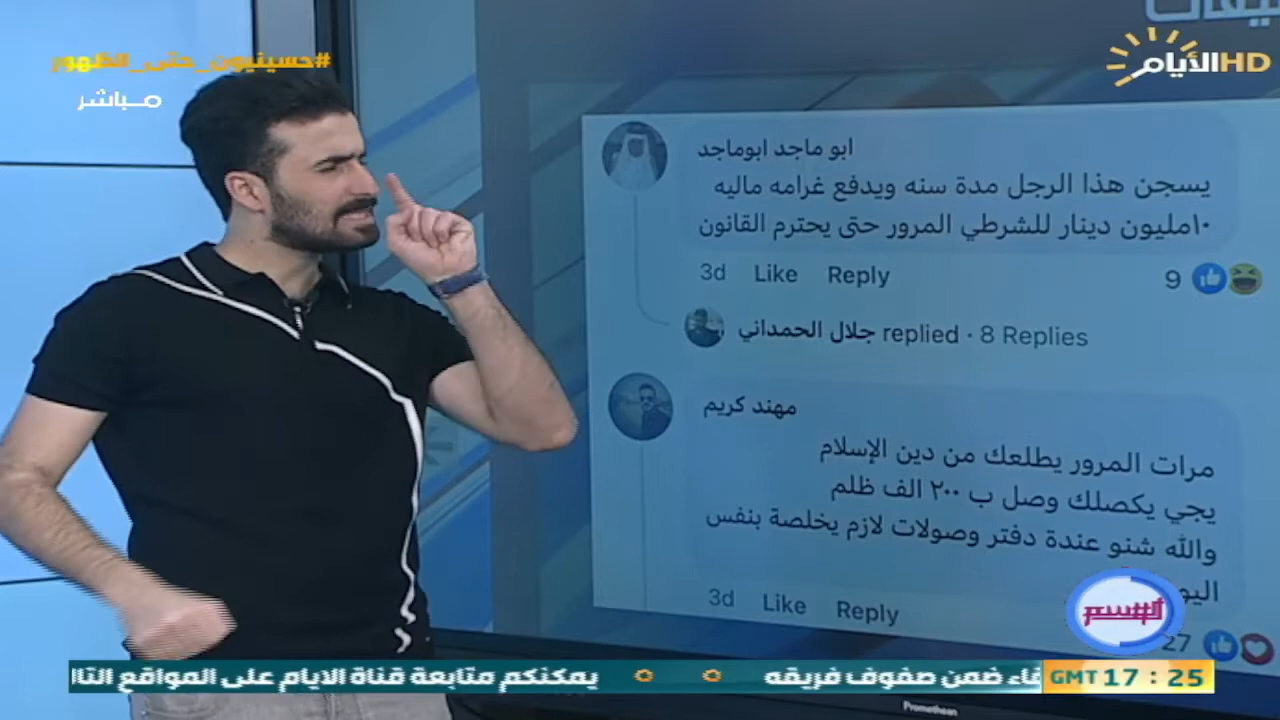 #حسينيون_حتى_الظهور
مباشر
الأيام HD
ابو ماجد ابوماجد
يسجن هذا الرجل مدة سنه ويدفع غرامه ماليه
١٠مليون دينار للشرطي المرور حتى يحترم القانون
3d Like Reply 9
جلال الحمداني replied · 8 Replies
مهند كريم
مرات المرور يطلعك من دين الإسلام
يجي يكصلك وصل ب ٢٠٠ الف ظلم
والله شنو عندة دفتر وصولات لازم يخلصة بنفس
اليو
3d Like Reply 27
ضمن صفوف فريقه يمكنكم متابعة قناة الايام على المواقع
GMT 17 : 25
Promethean